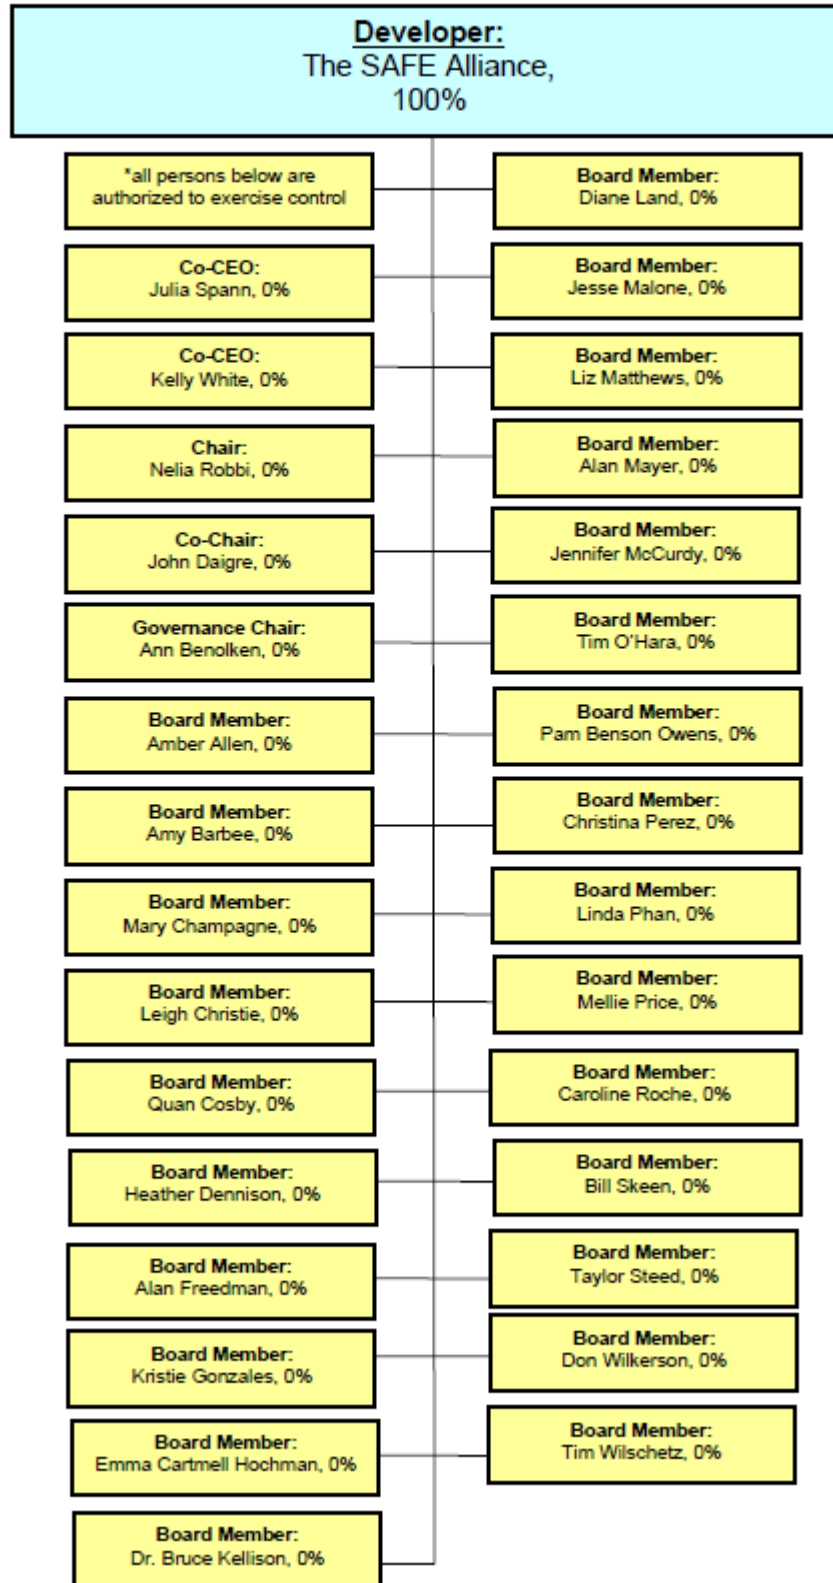 Developer:
The SAFE Alliance,
100%
*all persons below are
authorized to exercise control
Co-CEO:
Julia Spann, 0%
Co-CEO:
Kelly White, 0%
Chair:
Nelia Robbi, 0%
Co-Chair:
John Daigre, 0%
Governance Chair:
Ann Benolken, 0%
Board Member:
Amber Allen, 0%
Board Member:
Amy Barbee, 0%
Board Member:
Mary Champagne, 0%
Board Member:
Leigh Christie, 0%
Board Member:
Quan Cosby, 0%
Board Member:
Heather Dennison, 0%
Board Member:
Alan Freedman, 0%
Board Member:
Kristie Gonzales, 0%
Board Member:
Emma Cartmell Hochman, 0%
Board Member:
Dr. Bruce Kellison, 0%
Board Member:
Diane Land, 0%
Board Member:
Jesse Malone, 0%
Board Member:
Liz Matthews, 0%
Board Member:
Alan Mayer, 0%
Board Member:
Jennifer McCurdy, 0%
Board Member:
Tim O'Hara, 0%
Board Member:
Pam Benson Owens, 0%
Board Member:
Christina Perez, 0%
Board Member:
Linda Phan, 0%
Board Member:
Mellie Price, 0%
Board Member:
Caroline Roche, 0%
Board Member:
Bill Skeen, 0%
Board Member:
Taylor Steed, 0%
Board Member:
Don Wilkerson, 0%
Board Member:
Tim Wilschetz, 0%